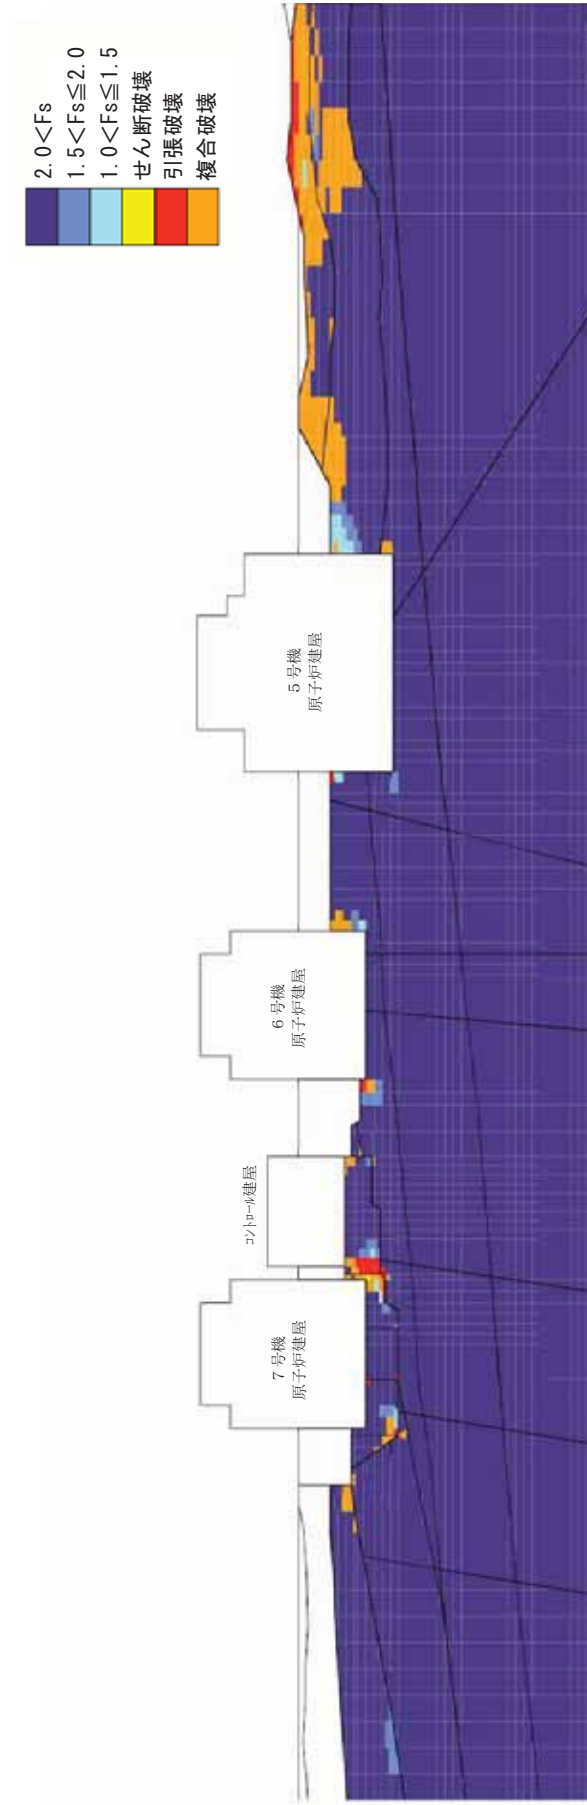 2.0<Fs
1.5<Fs≦2.0
1.0<Fs≦1.5
せん断破壊
引張破壊
複合破壊
7号機
原子炉建屋
コントロール建屋
6号機
原子炉建屋
5号機
原子炉建屋